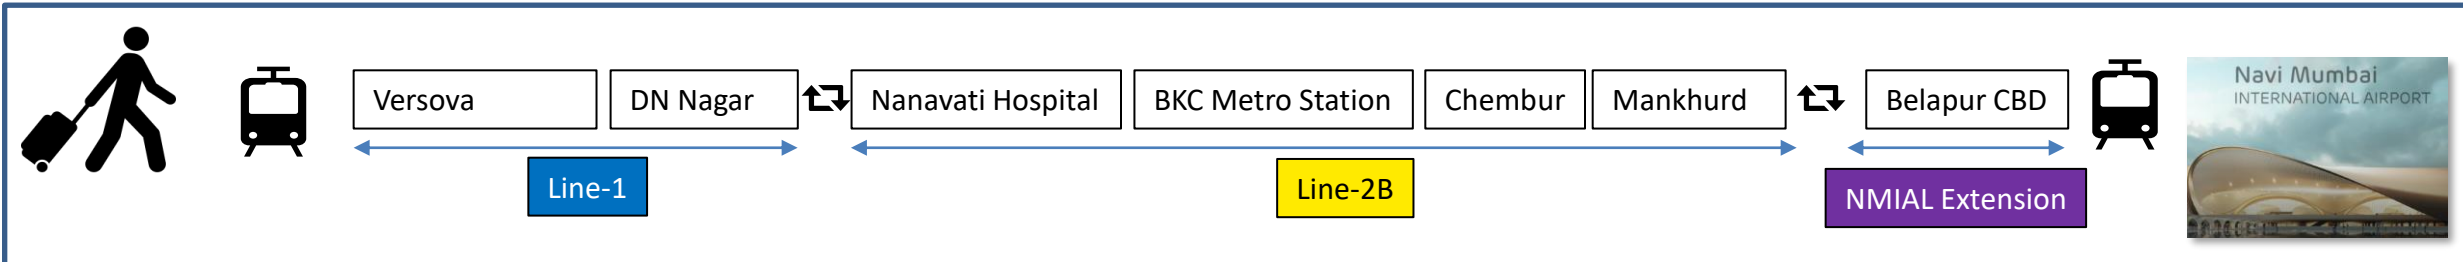 Versova
DN Nagar
Nanavati Hospital
BKC Metro Station
Chembur
Mankhurd
Belapur CBD
Navi Mumbai
INTERNATIONAL AIRPORT
Line-1
Line-2B
NMIAL Extension